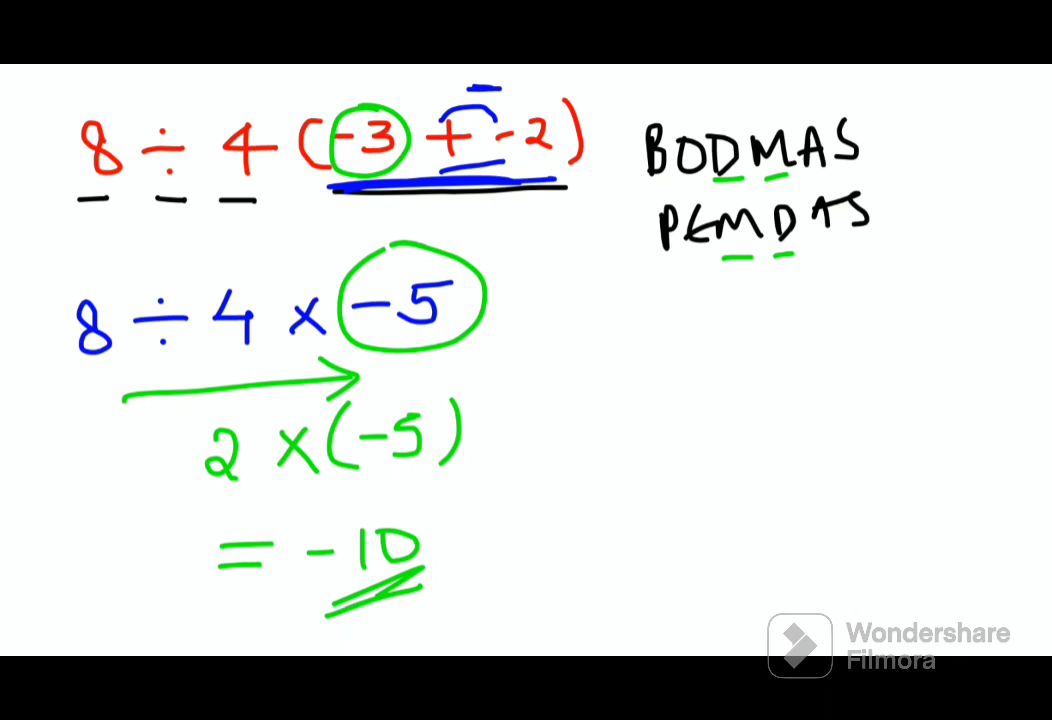 8 ÷ 4 (-3 + -2)
BODMAS
PEMDAS
8 ÷ 4 × -5
2 × (-5)
= -10
Wondershare
Filmora